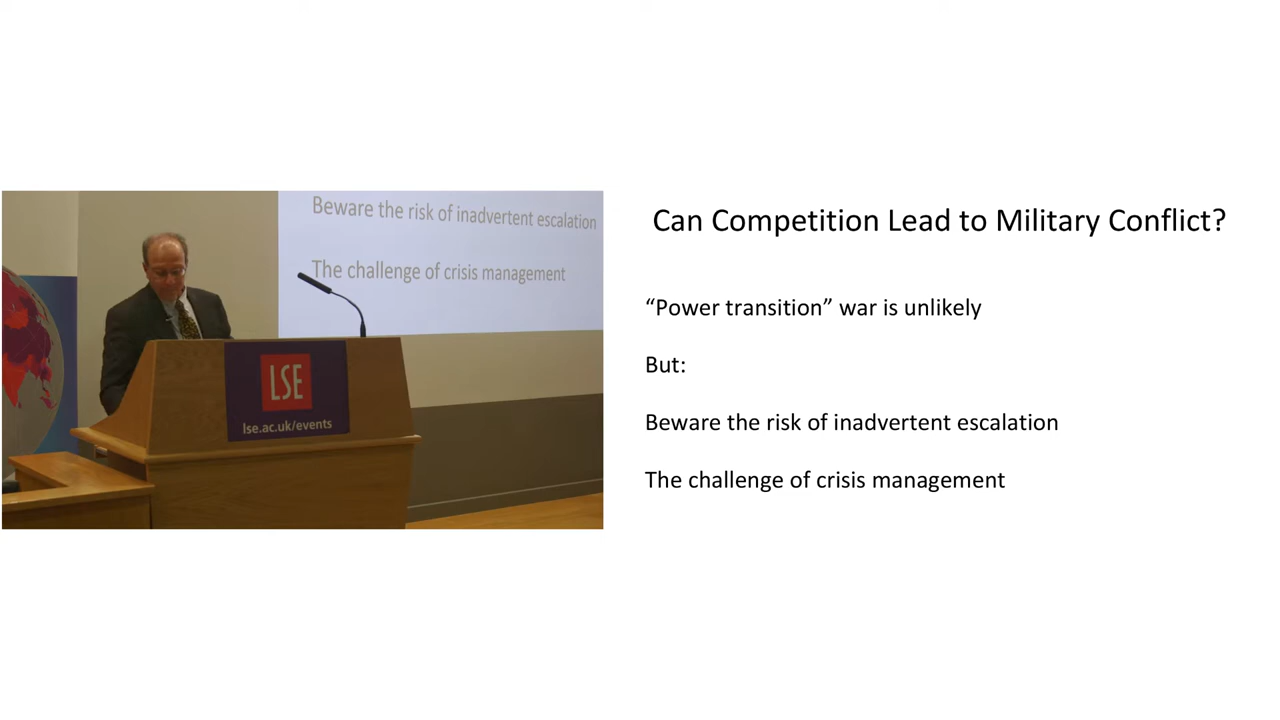 Beware the risk of inadvertent escalation
The challenge of crisis management
LSE
lse.ac.uk/events
Can Competition Lead to Military Conflict?
“Power transition” war is unlikely
But:
Beware the risk of inadvertent escalation
The challenge of crisis management